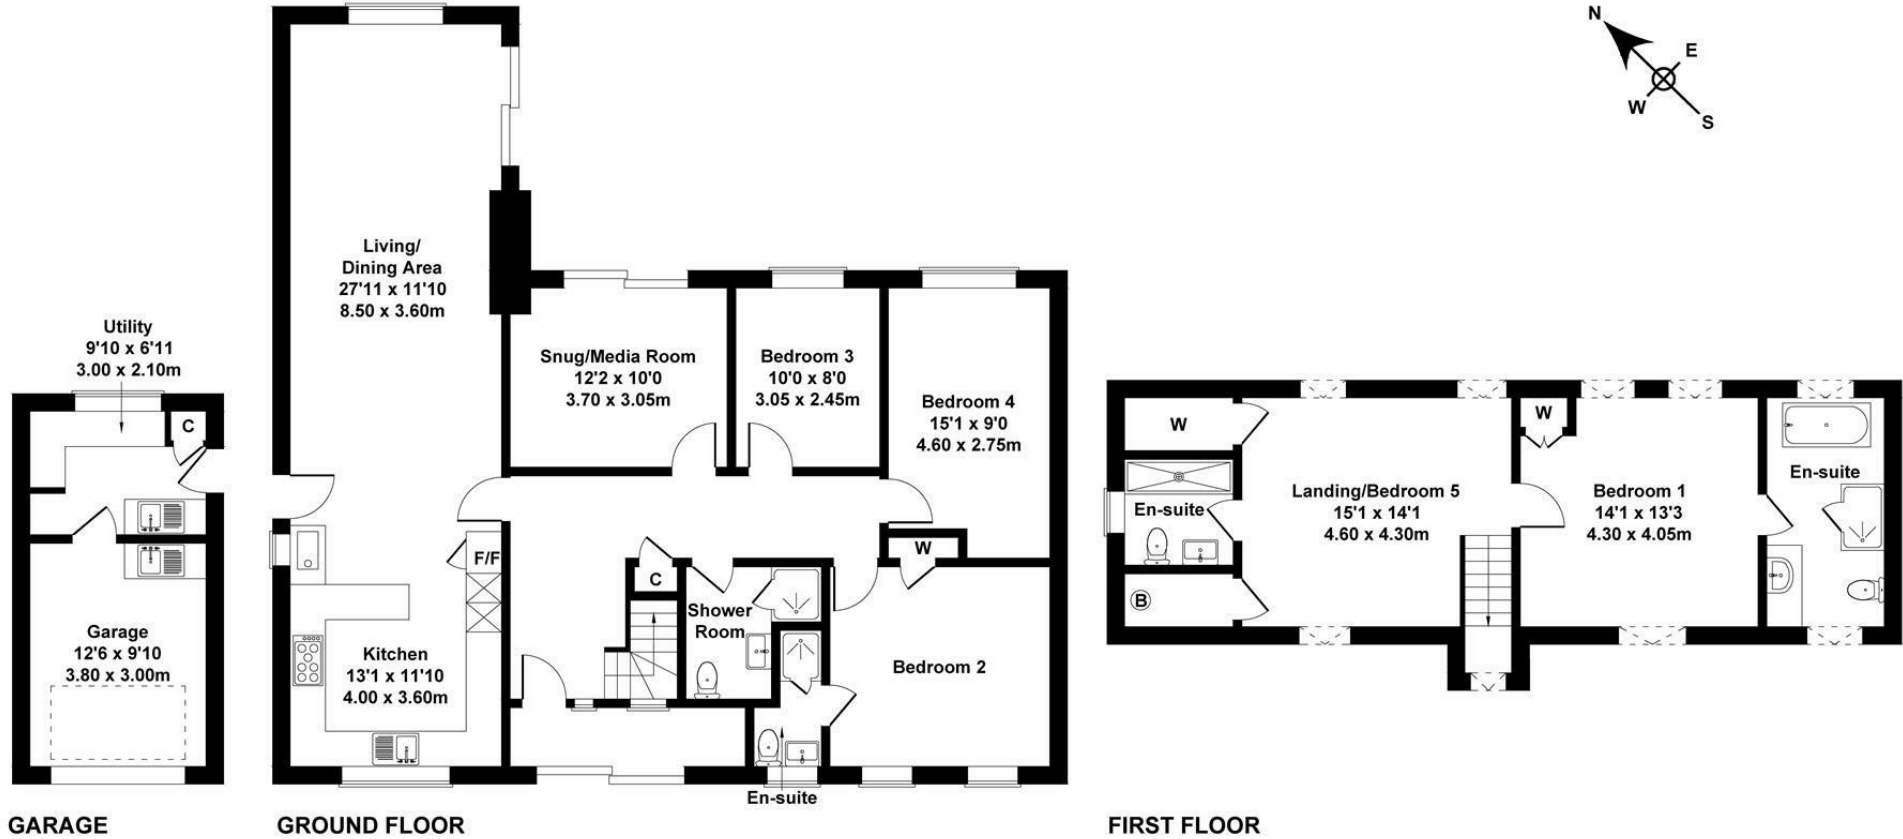 N
E
W
S
Utility
9'10 x 6'11
3.00 x 2.10m
C
Garage
12'6 x 9'10
3.80 x 3.00m
GARAGE
Living/
Dining Area
27'11 x 11'10
8.50 x 3.60m
Snug/Media Room
12'2 x 10'0
3.70 x 3.05m
Bedroom 3
10'0 x 8'0
3.05 x 2.45m
Bedroom 4
15'1 x 9'0
4.60 x 2.75m
F/F
C
W
Shower
Room
Kitchen
13'1 x 11'10
4.00 x 3.60m
Bedroom 2
En-suite
GROUND FLOOR
W
En-suite
B
Landing/Bedroom 5
15'1 x 14'1
4.60 x 4.30m
W
Bedroom 1
14'1 x 13'3
4.30 x 4.05m
En-suite
FIRST FLOOR